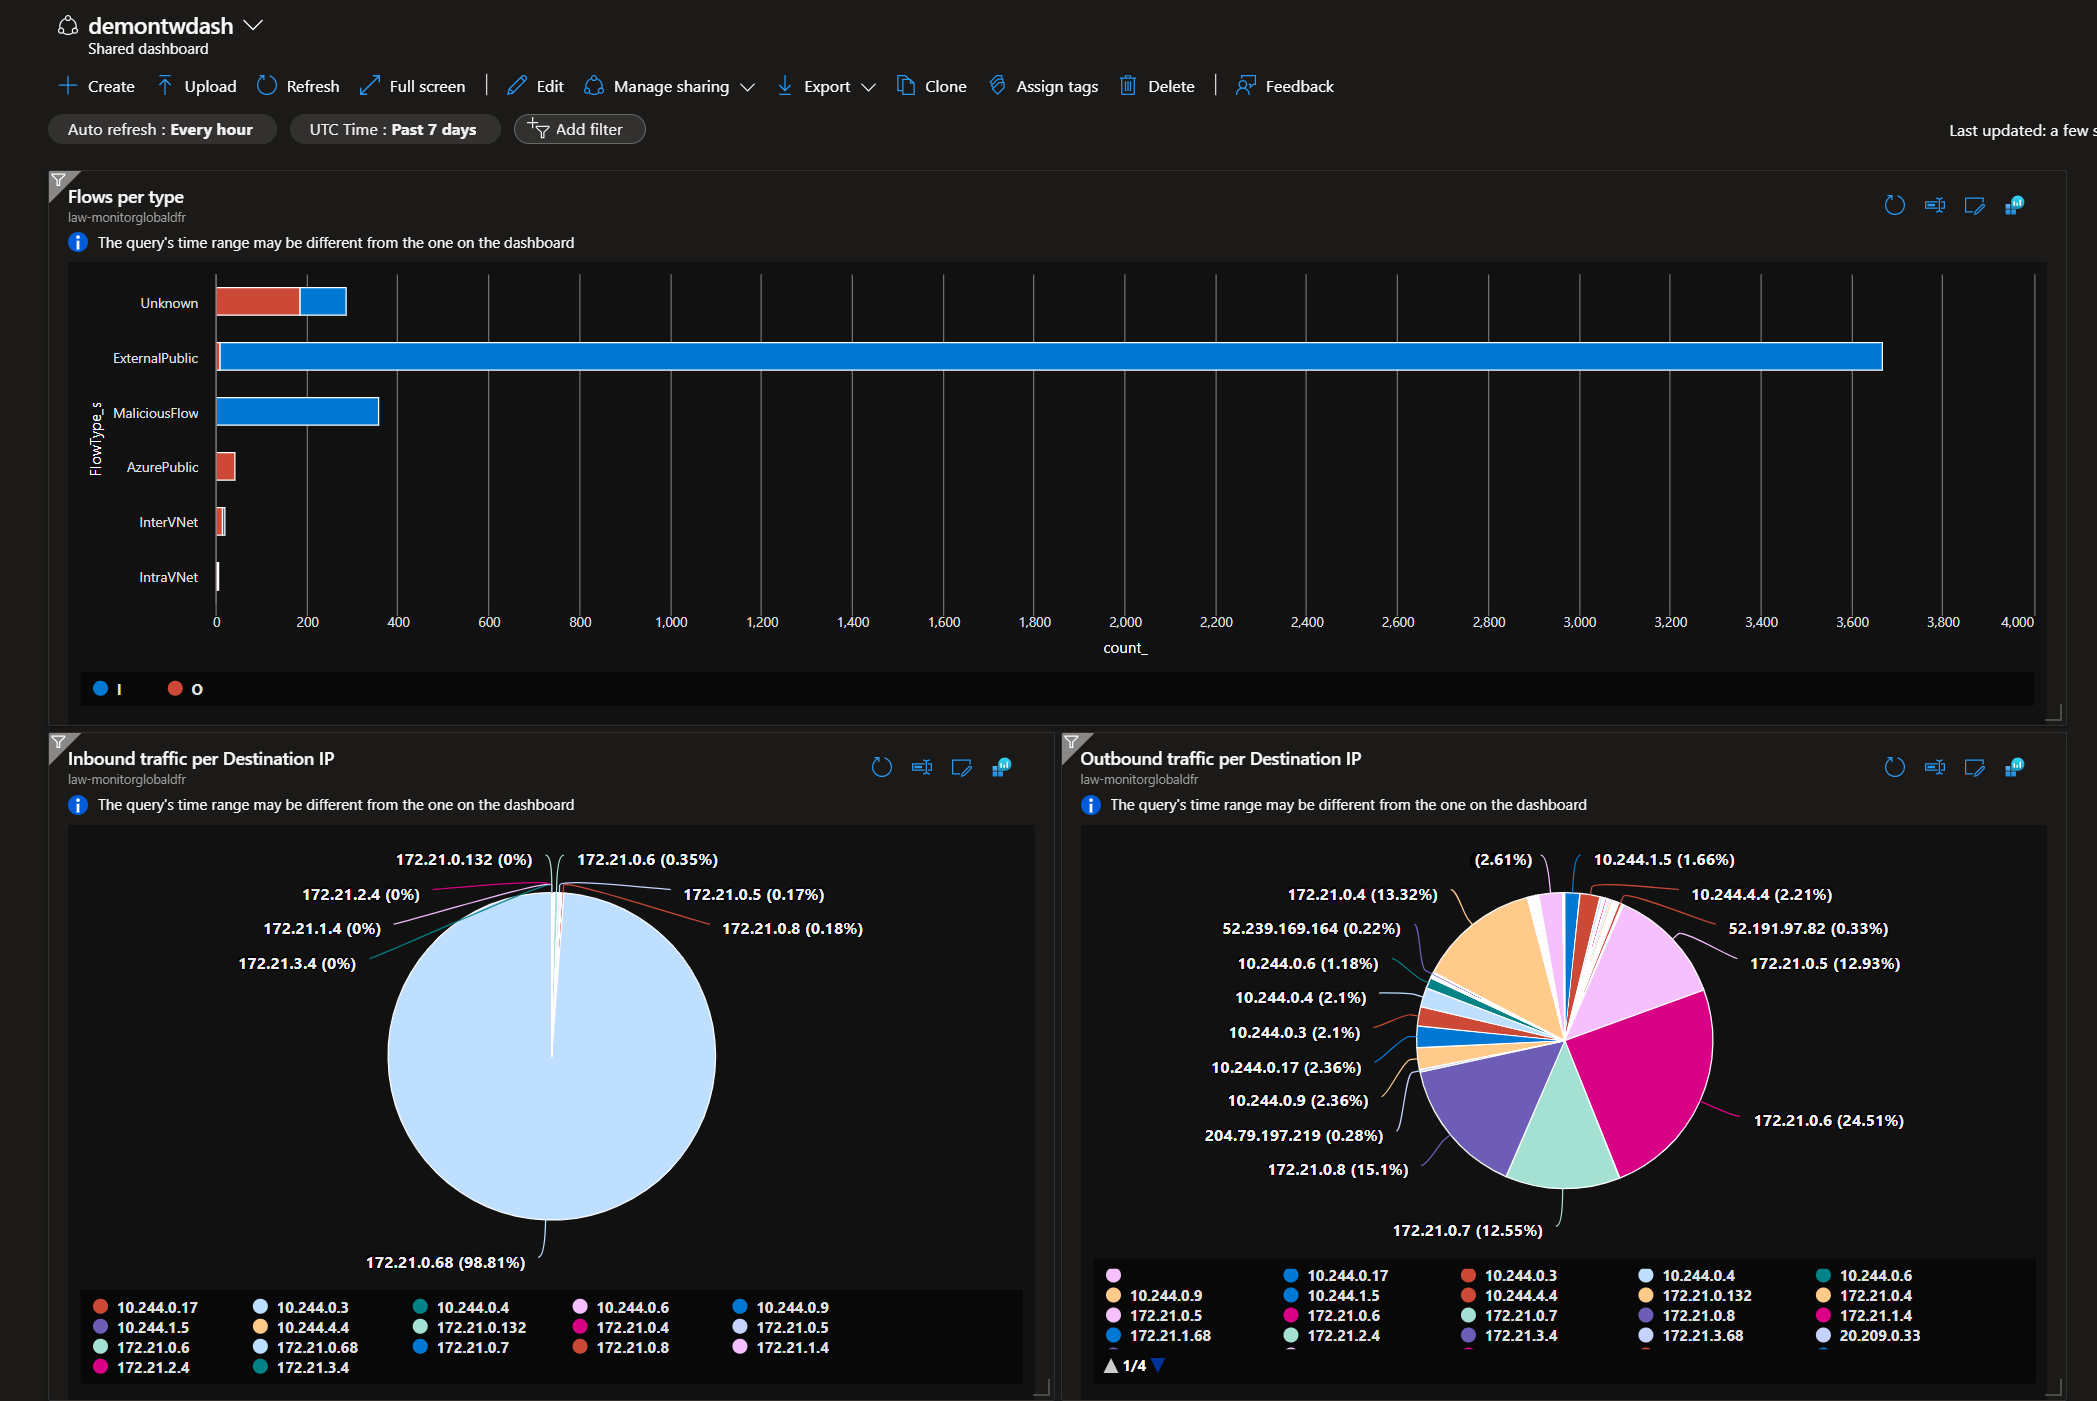 demontwdash
Shared dashboard
Create Upload Refresh Full screen Edit Manage sharing Export Clone Assign tags Delete Feedback
Auto refresh : Every hour UTC Time : Past 7 days Add filter
Last updated: a few s
Flows per type
law-monitorglobaldfr
The query's time range may be different from the one on the dashboard
FlowType_s
Unknown
ExternalPublic
MaliciousFlow
AzurePublic
InterVNet
IntraVNet
0 200 400 600 800 1,000 1,200 1,400 1,600 1,800 2,000 2,200 2,400 2,600 2,800 3,000 3,200 3,400 3,600 3,800 4,000
count_
I O
Inbound traffic per Destination IP
law-monitorglobaldfr
The query's time range may be different from the one on the dashboard
172.21.0.132 (0%) 172.21.0.6 (0.35%)
172.21.2.4 (0%) 172.21.0.5 (0.17%)
172.21.1.4 (0%) 172.21.0.8 (0.18%)
172.21.3.4 (0%)
172.21.0.68 (98.81%)
10.244.0.17 10.244.0.3 10.244.0.4 10.244.0.6 10.244.0.9
10.244.1.5 10.244.4.4 172.21.0.132 172.21.0.4 172.21.0.5
172.21.0.6 172.21.0.68 172.21.0.7 172.21.0.8 172.21.1.4
172.21.2.4 172.21.3.4
Outbound traffic per Destination IP
law-monitorglobaldfr
The query's time range may be different from the one on the dashboard
(2.61%) 10.244.1.5 (1.66%)
172.21.0.4 (13.32%) 10.244.4.4 (2.21%)
52.239.169.164 (0.22%) 52.191.97.82 (0.33%)
10.244.0.6 (1.18%) 172.21.0.5 (12.93%)
10.244.0.4 (2.1%)
10.244.0.3 (2.1%)
10.244.0.17 (2.36%)
10.244.0.9 (2.36%) 172.21.0.6 (24.51%)
204.79.197.219 (0.28%)
172.21.0.8 (15.1%)
172.21.0.7 (12.55%)
10.244.0.17 10.244.0.3 10.244.0.4 10.244.0.6
10.244.0.9 10.244.1.5 10.244.4.4 172.21.0.132 172.21.0.4
172.21.0.5 172.21.0.6 172.21.0.7 172.21.0.8 172.21.1.4
172.21.1.68 172.21.2.4 172.21.3.4 172.21.3.68 20.209.0.33
1/4